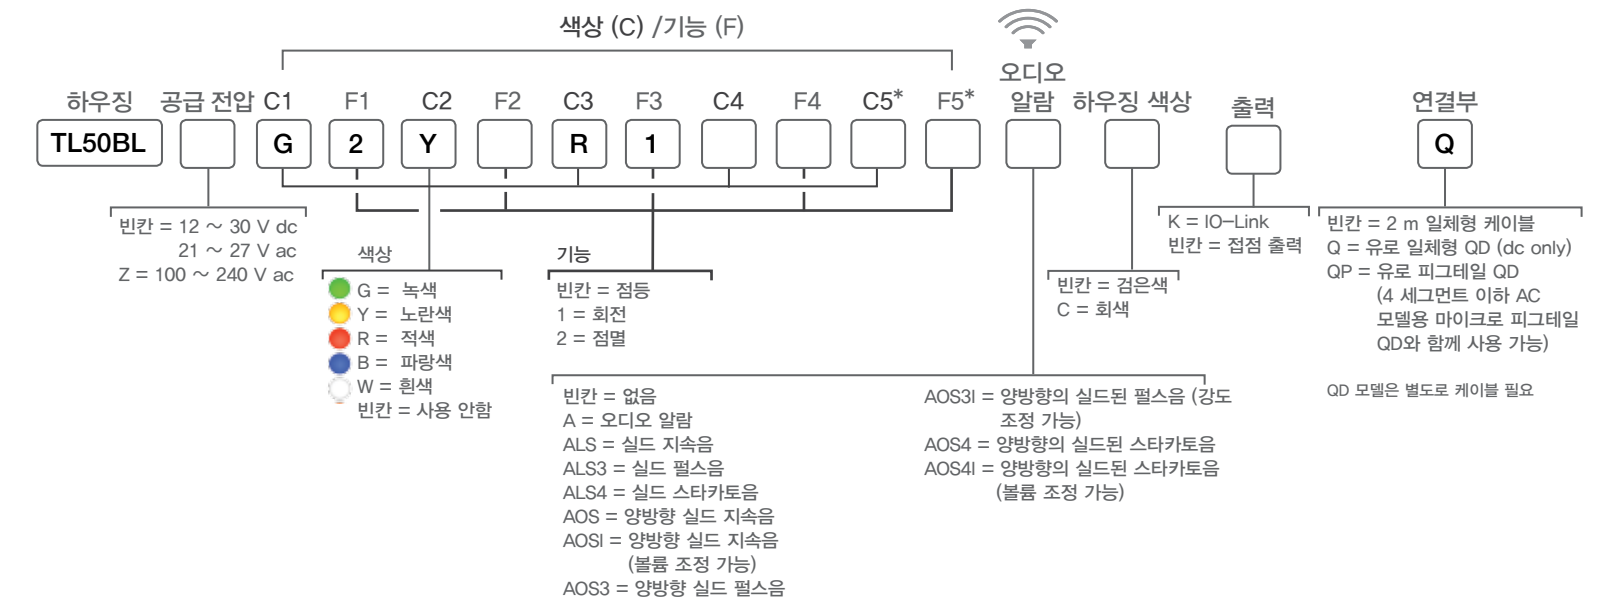 색상 (C) /기능 (F)
오디오
알람
하우징 공급 전압 C1 F1 C2 F2 C3 F3 C4 F4 C5* F5* 하우징 색상 출력 연결부
TL50BL G 2 Y R 1 Q
빈칸 = 12 ~ 30 V dc
21 ~ 27 V ac
Z = 100 ~ 240 V ac
색상
G = 녹색
Y = 노란색
R = 적색
B = 파랑색
W = 흰색
빈칸 = 사용 안함
기능
빈칸 = 점등
1 = 회전
2 = 점멸
빈칸 = 없음
A = 오디오 알람
ALS = 실드 지속음
ALS3 = 실드 펄스음
ALS4 = 실드 스타카토음
AOS = 양방향 실드 지속음
AOSI = 양방향 실드 지속음
(볼륨 조정 가능)
AOS3 = 양방향 실드 펄스음
AOS3I = 양방향의 실드된 펄스음 (강도
조정 가능)
AOS4 = 양방향의 실드된 스타카토음
AOS4I = 양방향의 실드된 스타카토음
(볼륨 조정 가능)
빈칸 = 검은색
C = 회색
K = IO-Link
빈칸 = 접점 출력
빈칸 = 2 m 일체형 케이블
Q = 유로 일체형 QD (dc only)
QP = 유로 피그테일 QD
(4 세그먼트 이하 AC
모델용 마이크로 피그테일
QD와 함께 사용 가능)
QD 모델은 별도로 케이블 필요